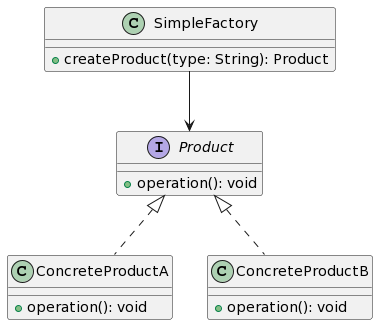 C SimpleFactory
createProduct(type: String): Product
I Product
operation(): void
C ConcreteProductA
operation(): void
C ConcreteProductB
operation(): void